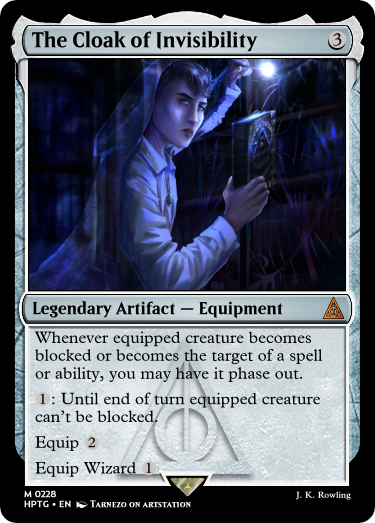 The Cloak of Invisibility 3
Legendary Artifact — Equipment
Whenever equipped creature becomes
blocked or becomes the target of a spell
or ability, you may have it phase out.
1: Until end of turn equipped creature
can't be blocked.
Equip 2
Equip Wizard 1
M 0228
HPTG • EN Tarnezo on Artstation
J. K. Rowling